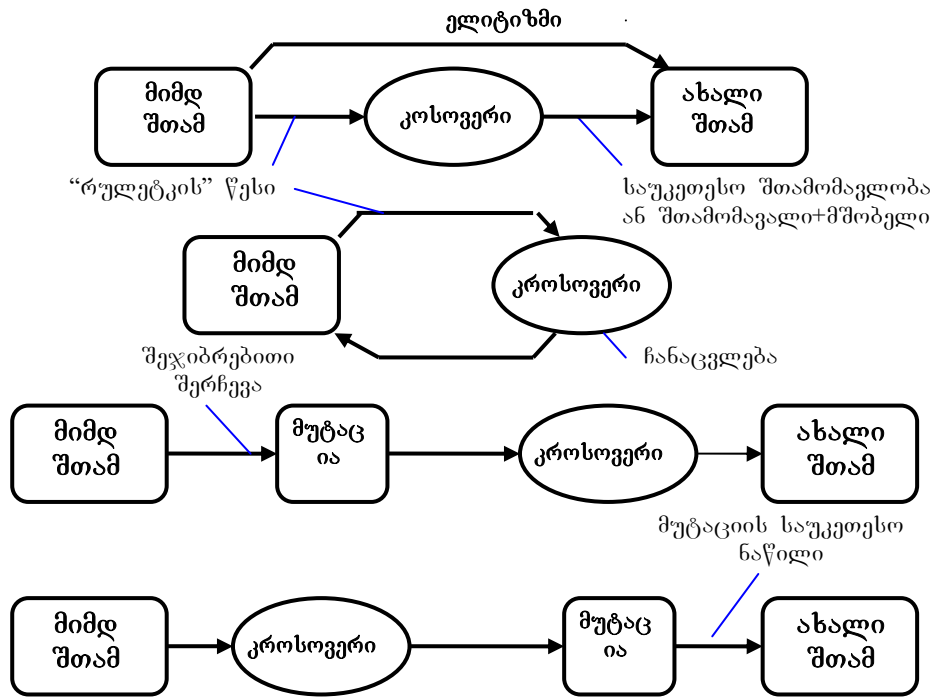 ელიტიზმი
მიმდ
შთამ
კოსოვერი
ახალი
შთამ
“რულეტკის” წესი
საუკეთესო შთამომავლობა
ან შთამომავალი+მშობელი
მიმდ
შთამ
კროსოვერი
შეჯიბრებითი
შერჩევა
ჩანაცვლება
მიმდ
შთამ
მუტაც
ია
კროსოვერი
ახალი
შთამ
მუტაციის საუკეთესო
ნაწილი
მიმდ
შთამ
კროსოვერი
მუტაც
ია
ახალი
შთამ